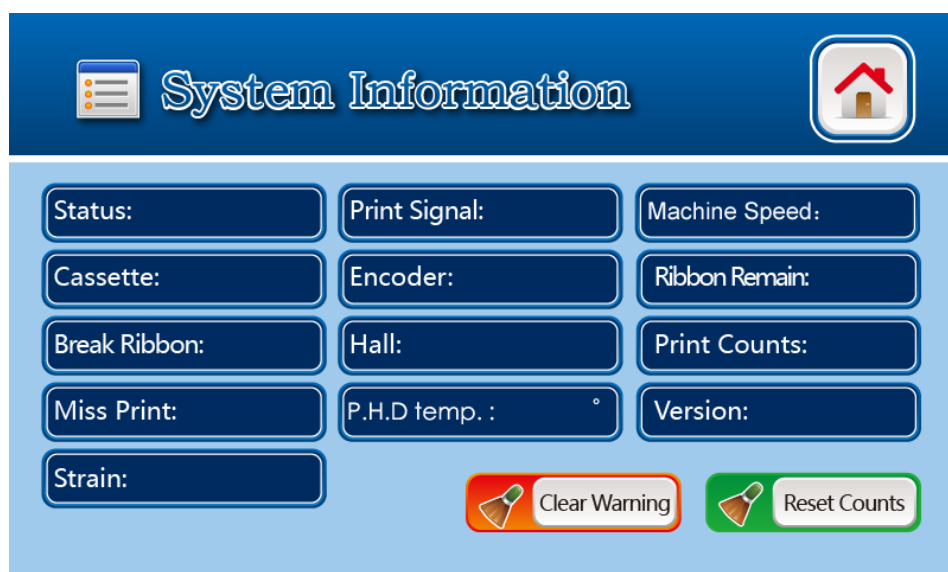 System Information
Status:
Print Signal:
Machine Speed：
Cassette:
Encoder:
Ribbon Remain:
Break Ribbon:
Hall:
Print Counts:
Miss Print:
P.H.D temp. : °
Version:
Strain:
Clear Warning
Reset Counts